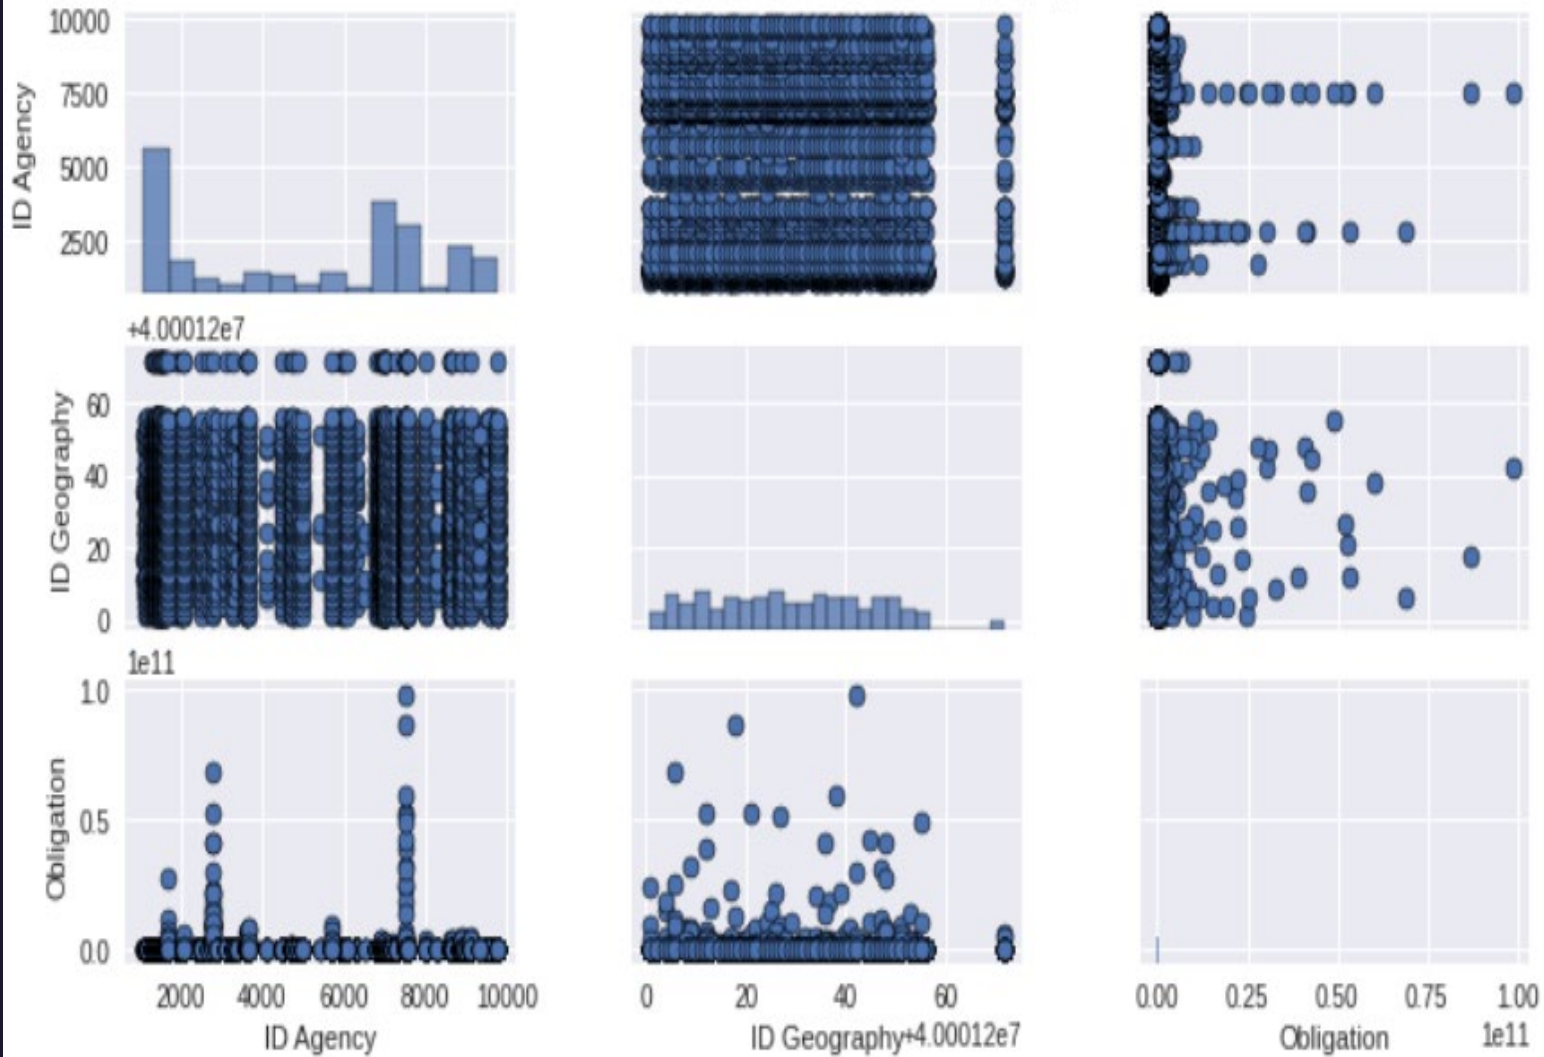 10000
7500
5000
2500
ID Agency
+4.00012e7
60
40
20
0
ID Geography
1e11
1.0
0.5
0.0
Obligation
2000 4000 6000 8000 10000
0 20 40 60
0.00 0.25 0.50 0.75 1.00
ID Agency
ID Geography+4.00012e7
Obligation
1e11